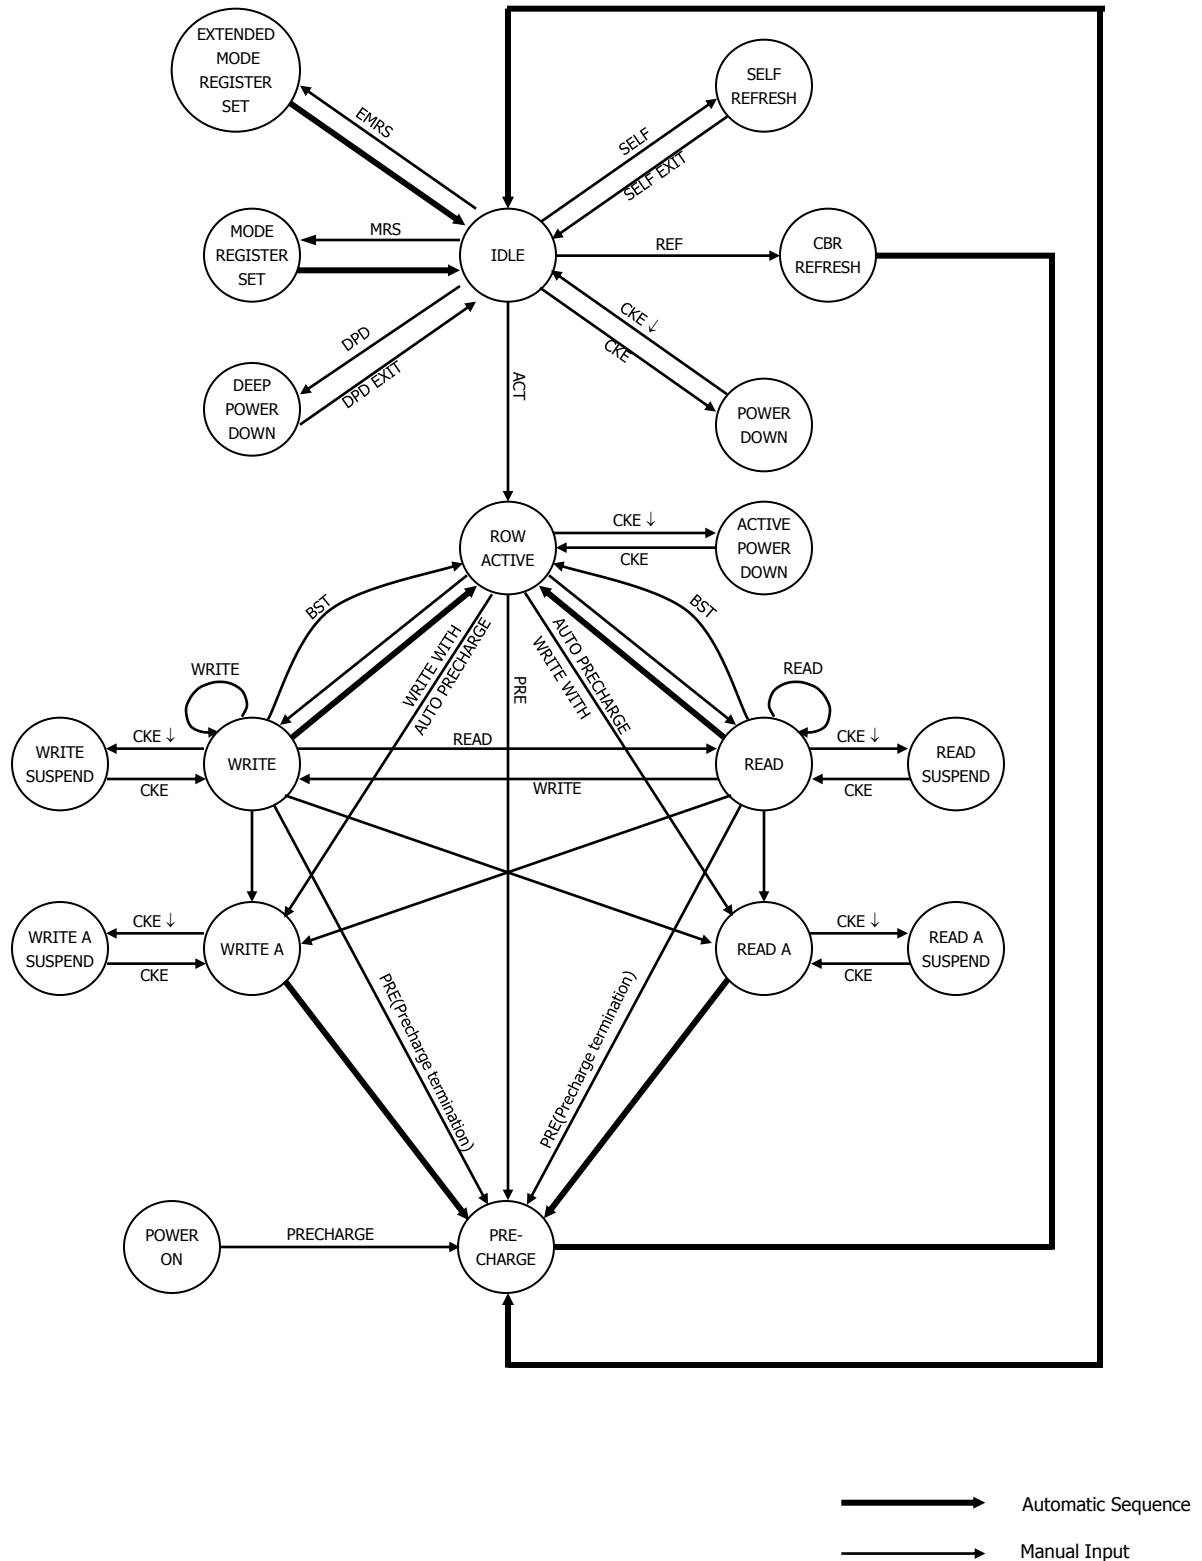 EXTENDED
MODE
REGISTER
SET
SELF
REFRESH
EMRS
SELF
SELF EXIT
MODE
REGISTER
SET
MRS
IDLE
REF
CBR
REFRESH
DPD
DPD EXIT
CKE ↓
CKE
ACT
DEEP
POWER
DOWN
POWER
DOWN
ROW
ACTIVE
CKE ↓
CKE
ACTIVE
POWER
DOWN
BST
BST
WRITE WITH
AUTO PRECHARGE
PRE
AUTO PRECHARGE
WRITE WITH
WRITE
READ
WRITE
SUSPEND
CKE ↓
CKE
WRITE
READ
WRITE
READ
CKE ↓
CKE
READ
SUSPEND
WRITE A
SUSPEND
CKE ↓
CKE
WRITE A
READ A
CKE ↓
CKE
READ A
SUSPEND
PRE(Precharge termination)
PRE(Precharge termination)
POWER
ON
PRECHARGE
PRE-
CHARGE
Automatic Sequence
Manual Input